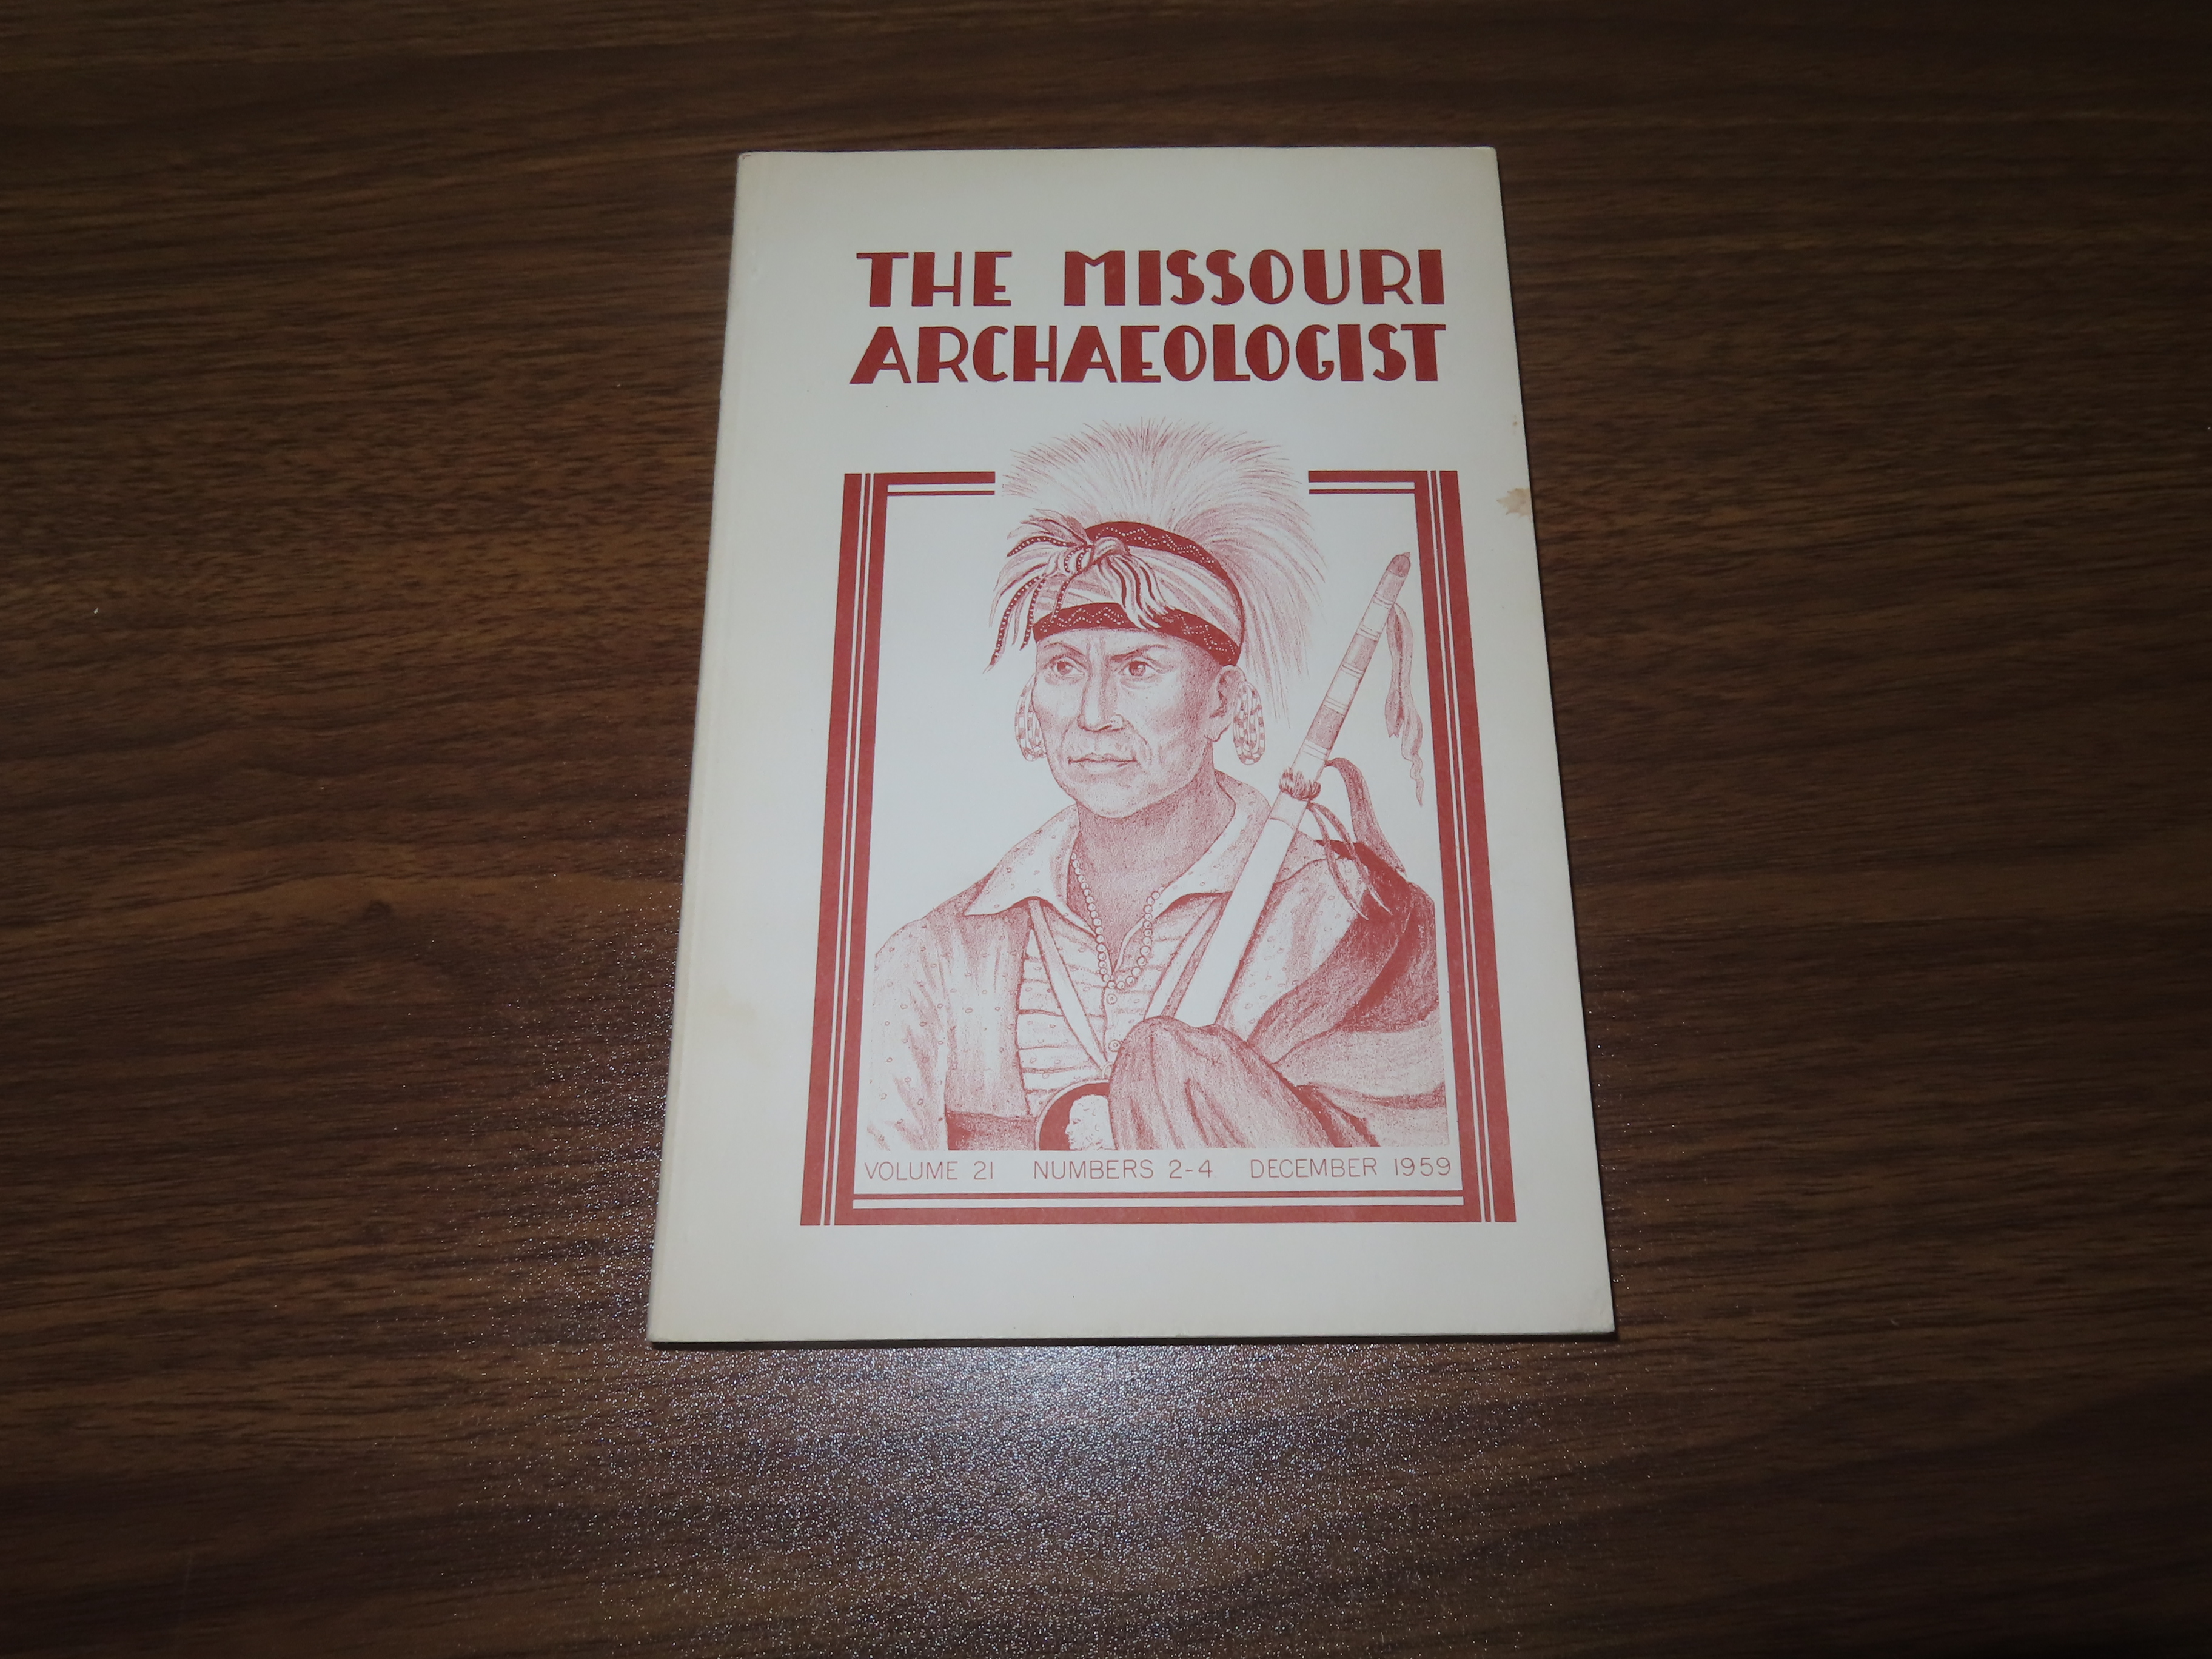 THE MISSOURI
ARCHAEOLOGIST
VOLUME 21 NUMBERS 2-4 DECEMBER 1959